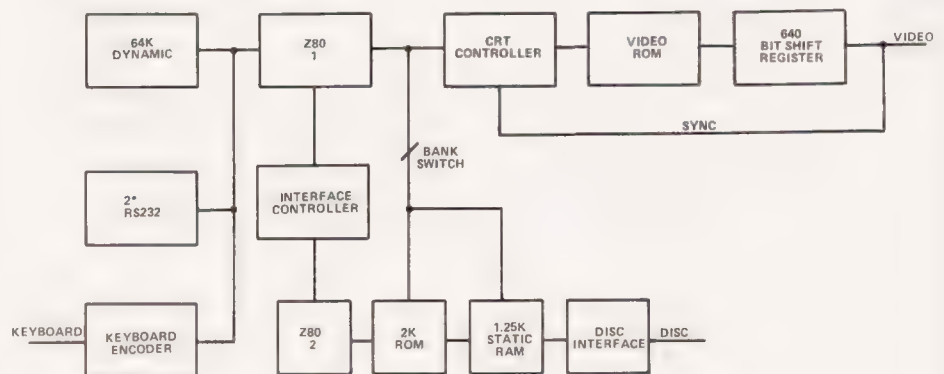 64K
DYNAMIC
Z80
1
CRT
CONTROLLER
VIDEO
ROM
640
BIT SHIFT
REGISTER
VIDEO
SYNC
BANK
SWITCH
2*
RS232
INTERFACE
CONTROLLER
KEYBOARD
KEYBOARD
ENCODER
Z80
2
2K
ROM
1.25K
STATIC
RAM
DISC
INTERFACE
DISC